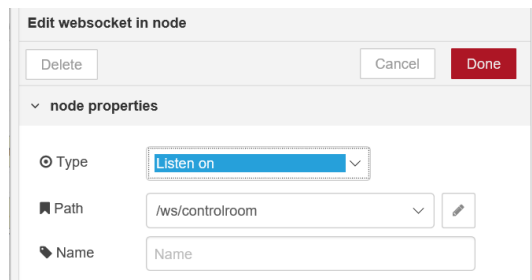 Edit websocket in node
Delete Cancel Done
node properties
Type Listen on
Path /ws/controlroom
Name Name